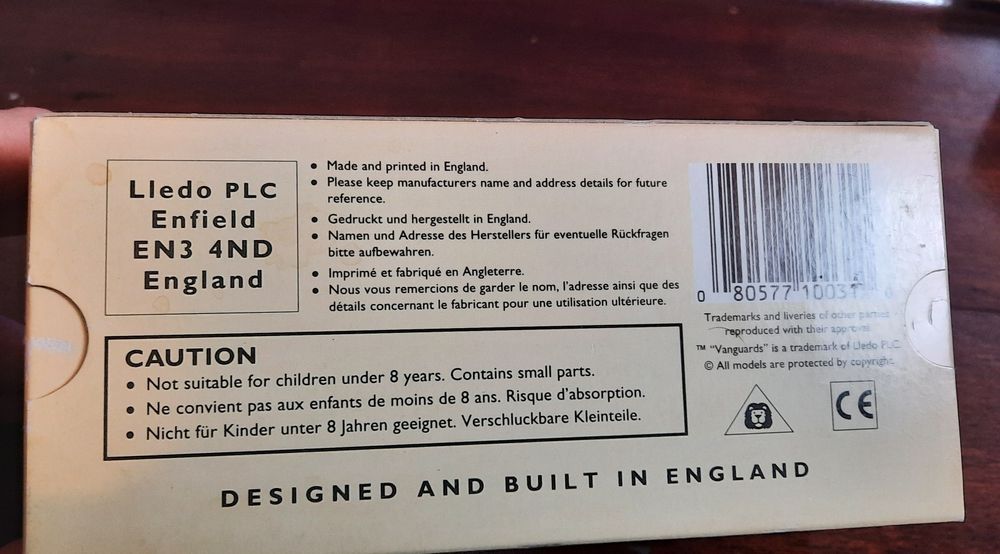 Lledo PLC
Enfield
EN3 4ND
England
• Made and printed in England.
• Please keep manufacturers name and address details for future
reference.
• Gedruckt und hergestellt in England.
• Namen und Adresse des Herstellers für eventuelle Rückfragen
bitte aufbewahren.
• Imprimé et fabriqué en Angleterre.
• Nous vous remercions de garder le nom, l'adresse ainsi que des
détails concernant le fabricant pour une utilisation ultérieure.
0 80577 10031
Trademarks and liveries of other parties
reproduced with their approval
TM "Vanguards" is a trademark of Lledo PLC
© All models are protected by copyright
CAUTION
• Not suitable for children under 8 years. Contains small parts.
• Ne convient pas aux enfants de moins de 8 ans. Risque d'absorption.
• Nicht für Kinder unter 8 Jahren geeignet. Verschluckbare Kleinteile.
CE
DESIGNED AND BUILT IN ENGLAND